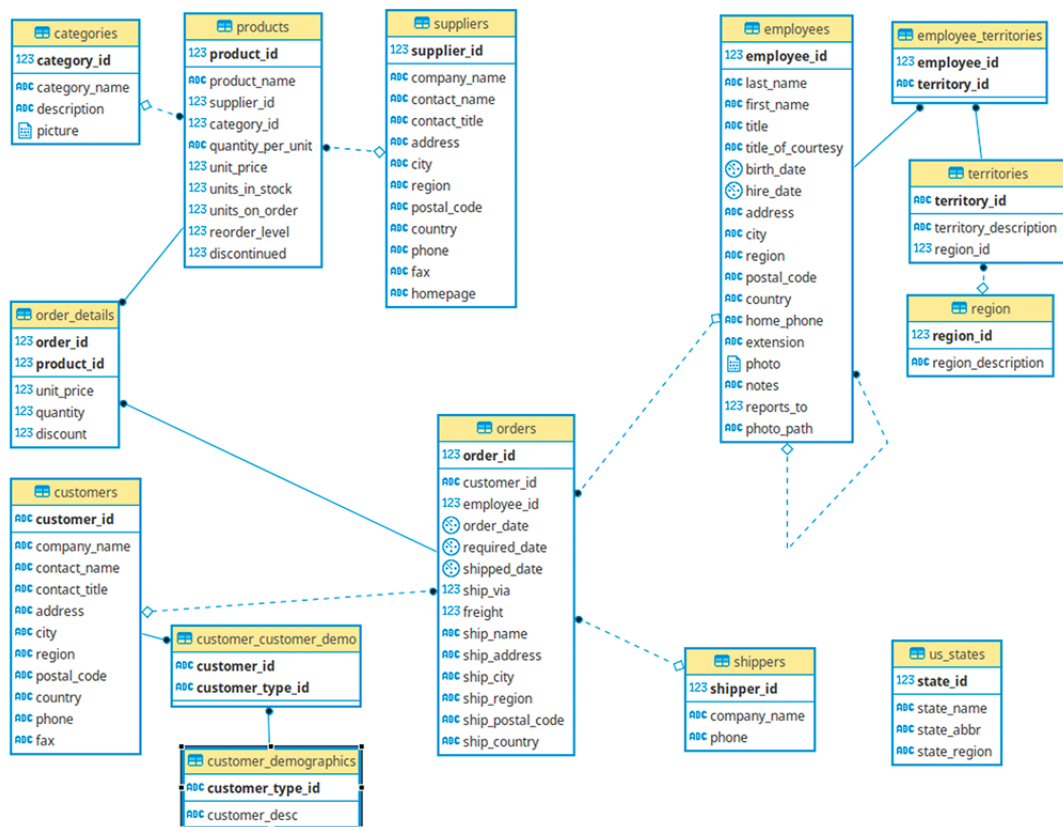 categories
123 category_id
ABC category_name
ABC description
picture
products
123 product_id
ABC product_name
123 supplier_id
123 category_id
ABC quantity_per_unit
123 unit_price
123 units_in_stock
123 units_on_order
123 reorder_level
123 discontinued
suppliers
123 supplier_id
ABC company_name
ABC contact_name
ABC contact_title
ABC address
ABC city
ABC region
ABC postal_code
ABC country
ABC phone
ABC fax
ABC homepage
employees
123 employee_id
ABC last_name
ABC first_name
ABC title
ABC title_of_courtesy
birth_date
hire_date
ABC address
ABC city
ABC region
ABC postal_code
ABC country
ABC home_phone
ABC extension
photo
ABC notes
123 reports_to
ABC photo_path
employee_territories
123 employee_id
ABC territory_id
territories
ABC territory_id
ABC territory_description
123 region_id
region
123 region_id
ABC region_description
order_details
123 order_id
123 product_id
123 unit_price
123 quantity
123 discount
orders
123 order_id
ABC customer_id
123 employee_id
order_date
required_date
shipped_date
123 ship_via
123 freight
ABC ship_name
ABC ship_address
ABC ship_city
ABC ship_region
ABC ship_postal_code
ABC ship_country
customers
ABC customer_id
ABC company_name
ABC contact_name
ABC contact_title
ABC address
ABC city
ABC region
ABC postal_code
ABC country
ABC phone
ABC fax
customer_customer_demo
ABC customer_id
ABC customer_type_id
customer_demographics
ABC customer_type_id
ABC customer_desc
shippers
123 shipper_id
ABC company_name
ABC phone
us_states
123 state_id
ABC state_name
ABC state_abbr
ABC state_region